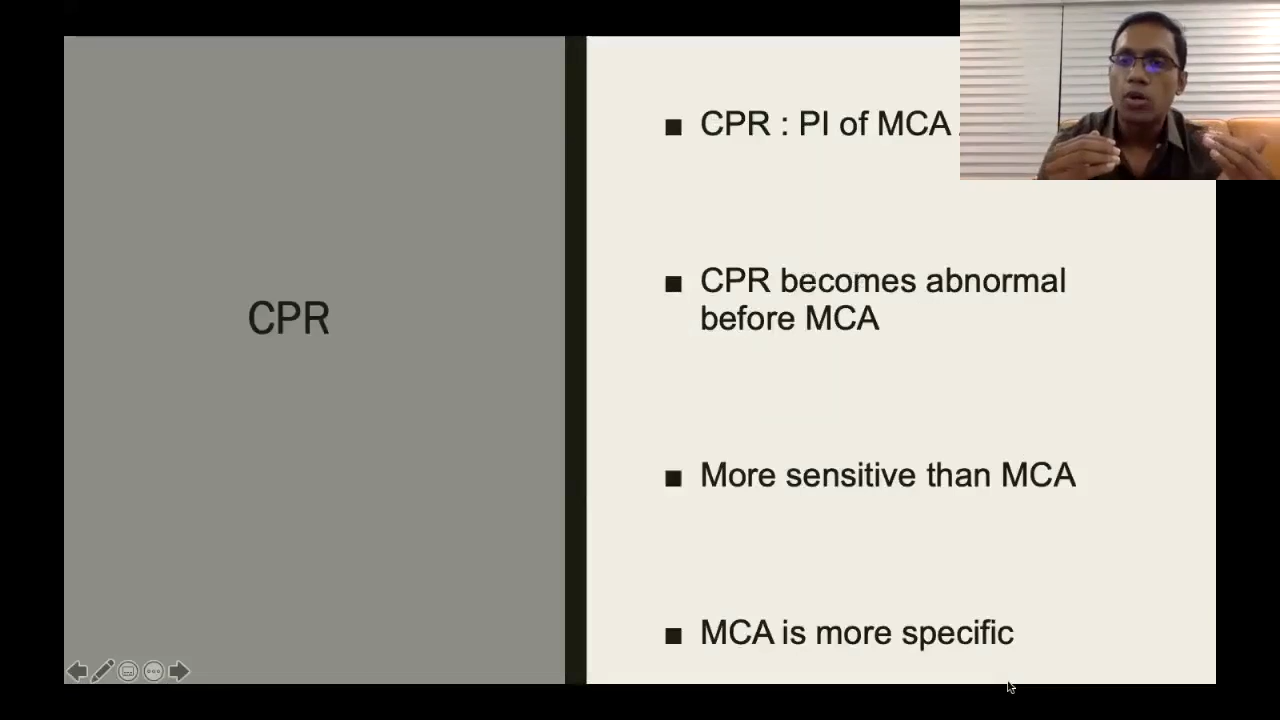 CPR
CPR : PI of MCA
CPR becomes abnormal
before MCA
More sensitive than MCA
MCA is more specific